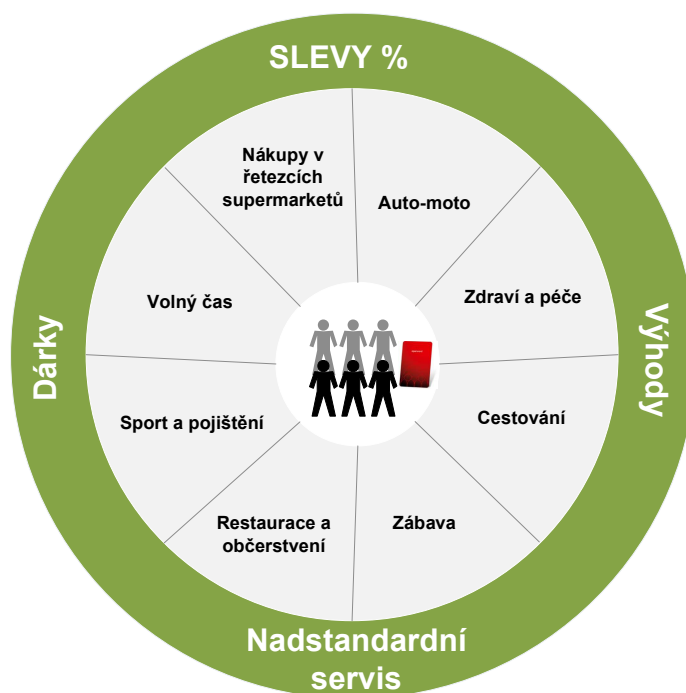 SLEVY %
Nákupy v
řetezcích
supermarketů
Auto-moto
Volný čas
Zdraví a péče
Dárky
Výhody
Sport a pojištění
Cestování
Restaurace a
občerstvení
Zábava
Nadstandardní
servis